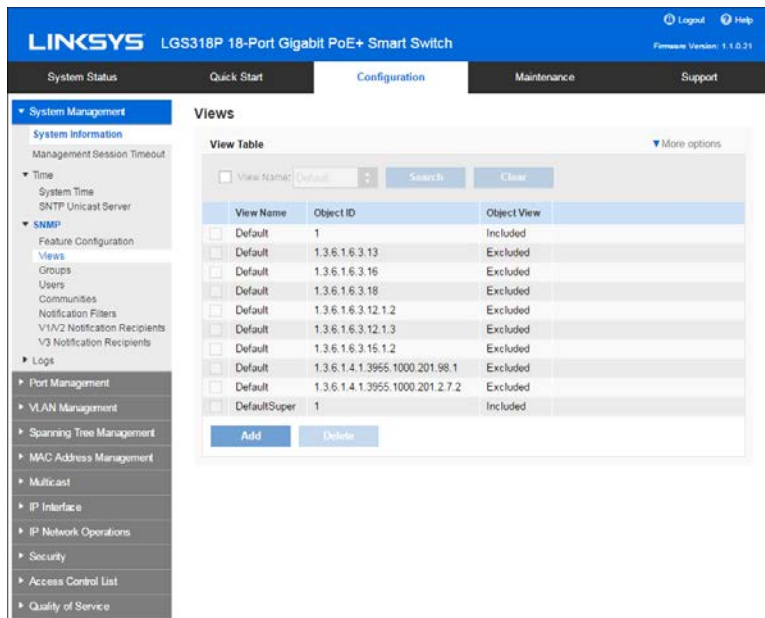 Logout Help
LINKSYS LGS318P 18-Port Gigabit PoE+ Smart Switch
Firmware Version: 1.1.0.21
System Status Quick Start Configuration Maintenance Support
System Management
System Information
Management Session Timeout
Time
System Time
SNTP Unicast Server
SNMP
Feature Configuration
Views
Groups
Users
Communities
Notification Filters
V1/V2 Notification Recipients
V3 Notification Recipients
Logs
Port Management
VLAN Management
Spanning Tree Management
MAC Address Management
Multicast
IP Interface
IP Network Operations
Security
Access Control List
Quality of Service
Views
View Table More options
View Name: Default Search Clear
View Name Object ID Object View
Default 1 Included
Default 1.3.6.1.6.3.13 Excluded
Default 1.3.6.1.6.3.16 Excluded
Default 1.3.6.1.6.3.18 Excluded
Default 1.3.6.1.6.3.12.1.2 Excluded
Default 1.3.6.1.6.3.12.1.3 Excluded
Default 1.3.6.1.6.3.15.1.2 Excluded
Default 1.3.6.1.4.1.3955.1000.201.98.1 Excluded
Default 1.3.6.1.4.1.3955.1000.201.2.7.2 Excluded
DefaultSuper 1 Included
Add Delete